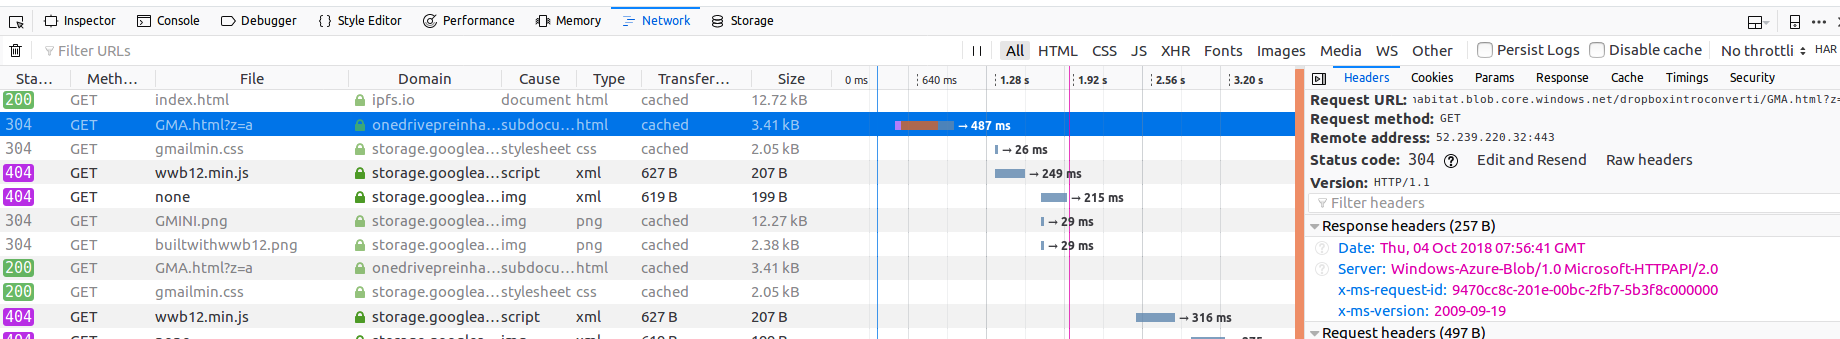 Inspector Console Debugger {} Style Editor Performance Memory Network Storage
Filter URLs All HTML CSS JS XHR Fonts Images Media WS Other Persist Logs Disable cache No throttli HAR
Sta... Meth... File Domain Cause Type Transfer... Size 0 ms 640 ms 1.28 s 1.92 s 2.56 s 3.20 s
200 GET index.html ipfs.io document html cached 12.72 kB
304 GET GMA.html?z=a onedrivepreinha... subdocu... html cached 3.41 kB → 487 ms
304 GET gmailmin.css storage.googlea... stylesheet css cached 2.05 kB → 26 ms
404 GET wwb12.min.js storage.googlea... script xml 627 B 207 B → 249 ms
404 GET none storage.googlea... img xml 619 B 199 B → 215 ms
304 GET GMINI.png storage.googlea... img png cached 12.27 kB → 29 ms
304 GET builtwithwwb12.png storage.googlea... img png cached 2.38 kB → 29 ms
200 GET GMA.html?z=a onedrivepreinha... subdocu... html cached 3.41 kB
200 GET gmailmin.css storage.googlea... stylesheet css cached 2.05 kB
404 GET wwb12.min.js storage.googlea... script xml 627 B 207 B → 316 ms
Headers Cookies Params Response Cache Timings Security
Request URL: habitat.blob.core.windows.net/dropboxintroconverti/GMA.html?z=
Request method: GET
Remote address: 52.239.220.32:443
Status code: 304 Edit and Resend Raw headers
Version: HTTP/1.1
Filter headers
Response headers (257 B)
Date: Thu, 04 Oct 2018 07:56:41 GMT
Server: Windows-Azure-Blob/1.0 Microsoft-HTTPAPI/2.0
x-ms-request-id: 9470cc8c-201e-00bc-2fb7-5b3f8c000000
x-ms-version: 2009-09-19
Request headers (497 B)